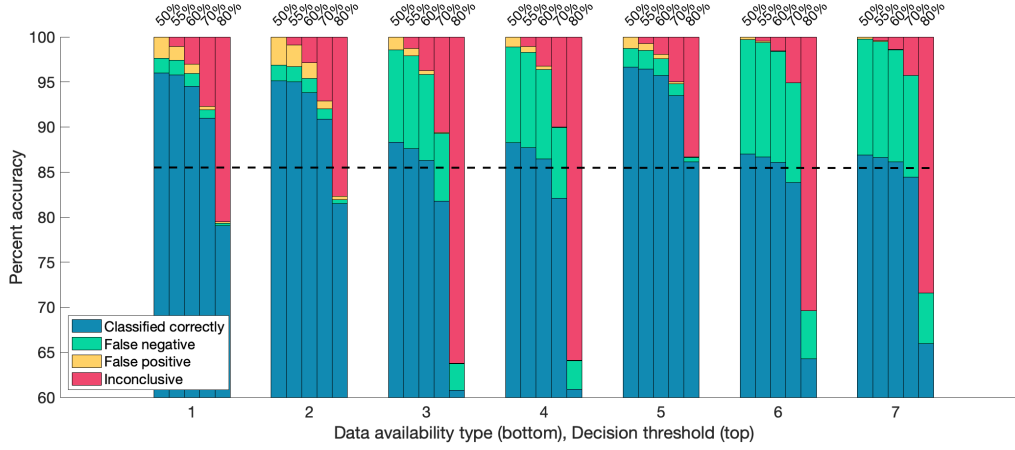 50% 55% 60% 70% 80% 50% 55% 60% 70% 80% 50% 55% 60% 70% 80% 50% 55% 60% 70% 80% 50% 55% 60% 70% 80% 50% 55% 60% 70% 80% 50% 55% 60% 70% 80%
100
95
90
85
80
75
70
65
60
Percent accuracy
Classified correctly
False negative
False positive
Inconclusive
1 2 3 4 5 6 7
Data availability type (bottom), Decision threshold (top)